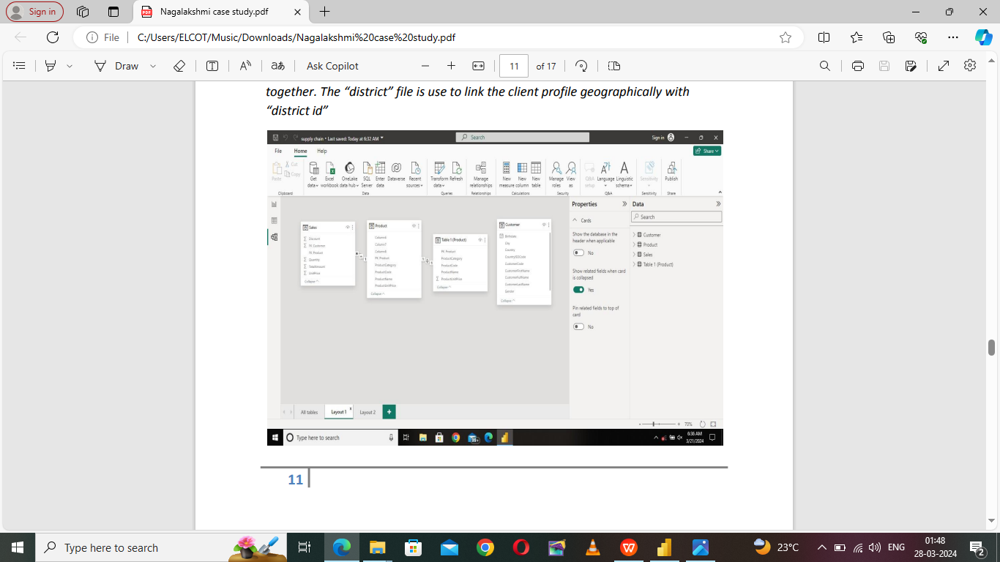 Sign in
Nagalakshmi case study.pdf
File
C:/Users/ELCOT/Music/Downloads/Nagalakshmi%20case%20study.pdf
Draw
aあ
Ask Copilot
11
of 17
together. The “district” file is use to link the client profile geographically with
“district id”
supply chain • Last saved: Today at 6:32 AM
Search
Sign in
File Home Help
Share
Paste
Cut
Copy
Get data
Excel workbook
OneLake data hub
SQL Server
Enter data
Dataverse
Recent sources
Transform data
Refresh
Manage relationships
New measure
New column
New table
Manage roles
View as
Q&A setup
Language
Linguistic schema
Sensitivity
Publish
Clipboard
Data
Queries
Relationships
Calculations
Security
Q&A
Sensitivity
Share
Sales
Discount
FK Customer
FK Product
Quantity
TotalAmount
UnitPrice
Collapse
Product
Column6
Column7
Column8
FK Product
ProductCategory
ProductCode
ProductName
ProductUnitPrice
Collapse
Table 1 (Product)
FK Product
ProductCategory
ProductCode
ProductName
ProductUnitPrice
Collapse
Customer
Birthdate
City
Country
CountryISOCode
CustomerCode
CustomerFirstName
CustomerFullName
CustomerLastName
Gender
Collapse
Properties
Cards
Show the database in the
header when applicable
No
Show related fields when card
is collapsed
Yes
Pin related fields to top of
card
No
Data
Search
Customer
Product
Sales
Table 1 (Product)
All tables
Layout 1
Layout 2
70%
Type here to search
99+
6:36 AM
3/21/2024
11
Type here to search
23°C
ENG
01:48
28-03-2024
2